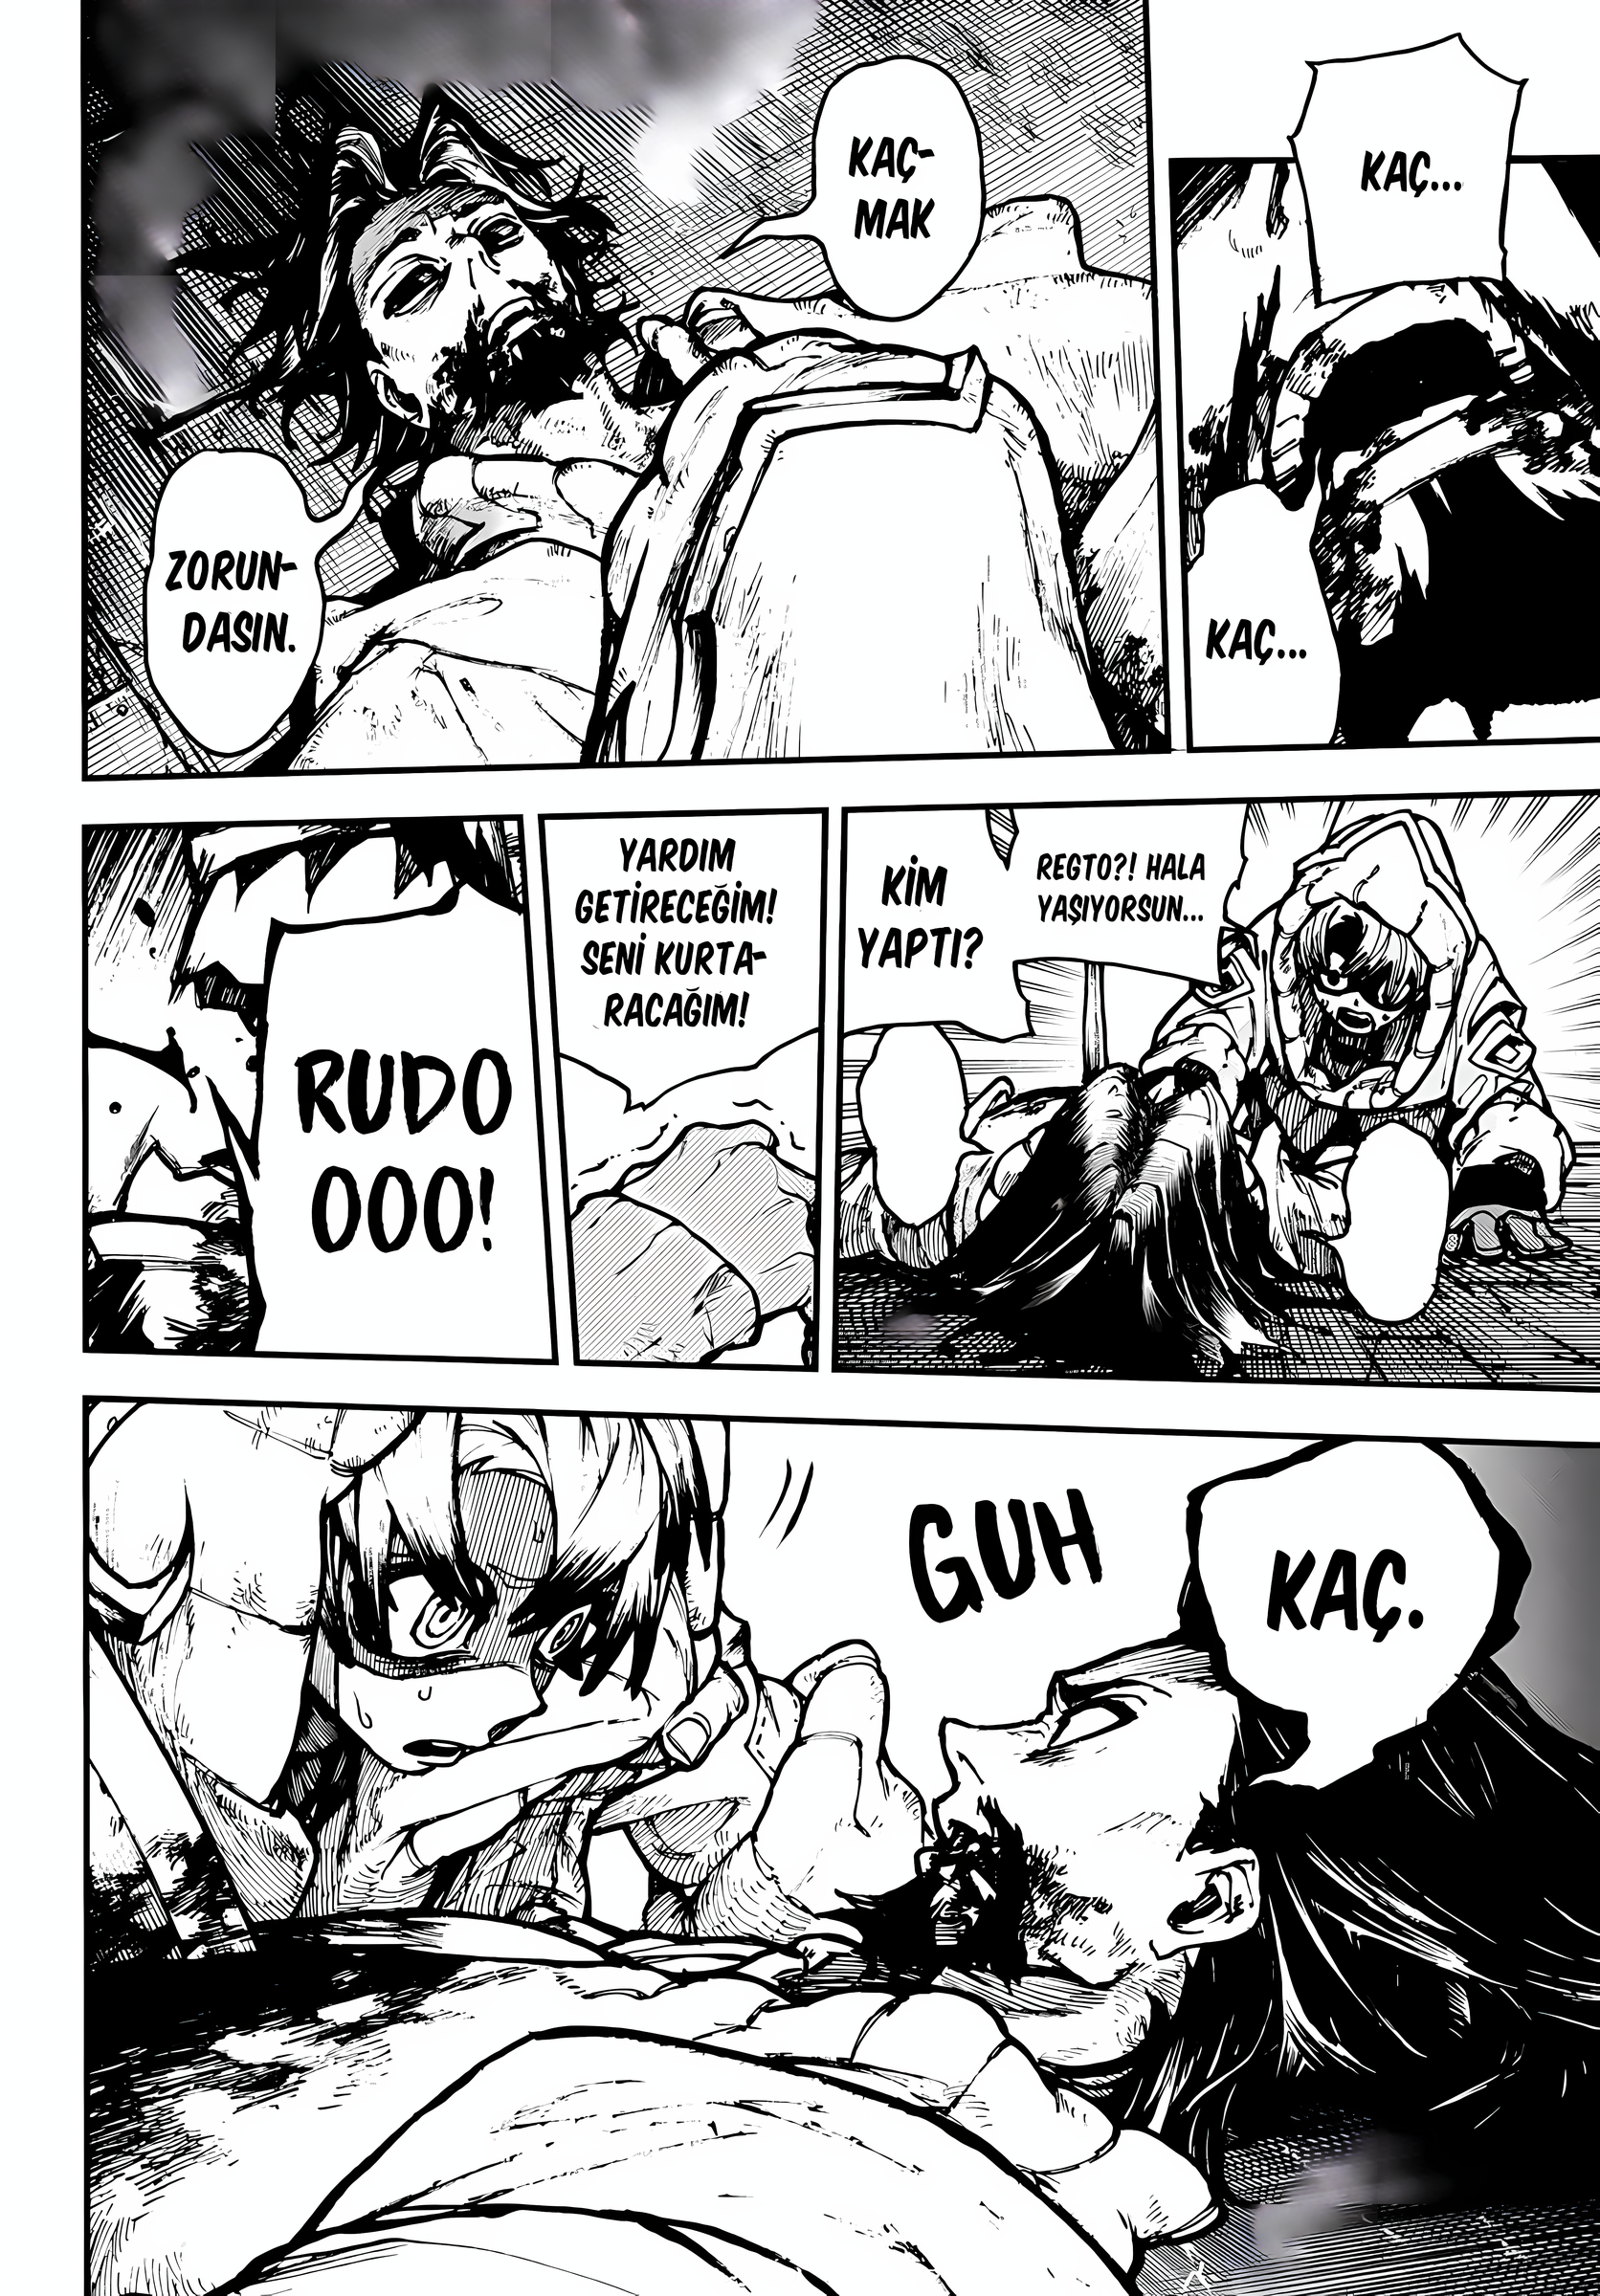 KAÇ...
KAÇ...
KAÇ-
MAK
ZORUN-
DASIN.
REGTO?! HALA
YAŞIYORSUN...
KİM
YAPTI?
YARDIM
GETİRECEĞİM!
SENİ KURTA-
RACAĞIM!
RUDO
OOO!
KAÇ.
GUH